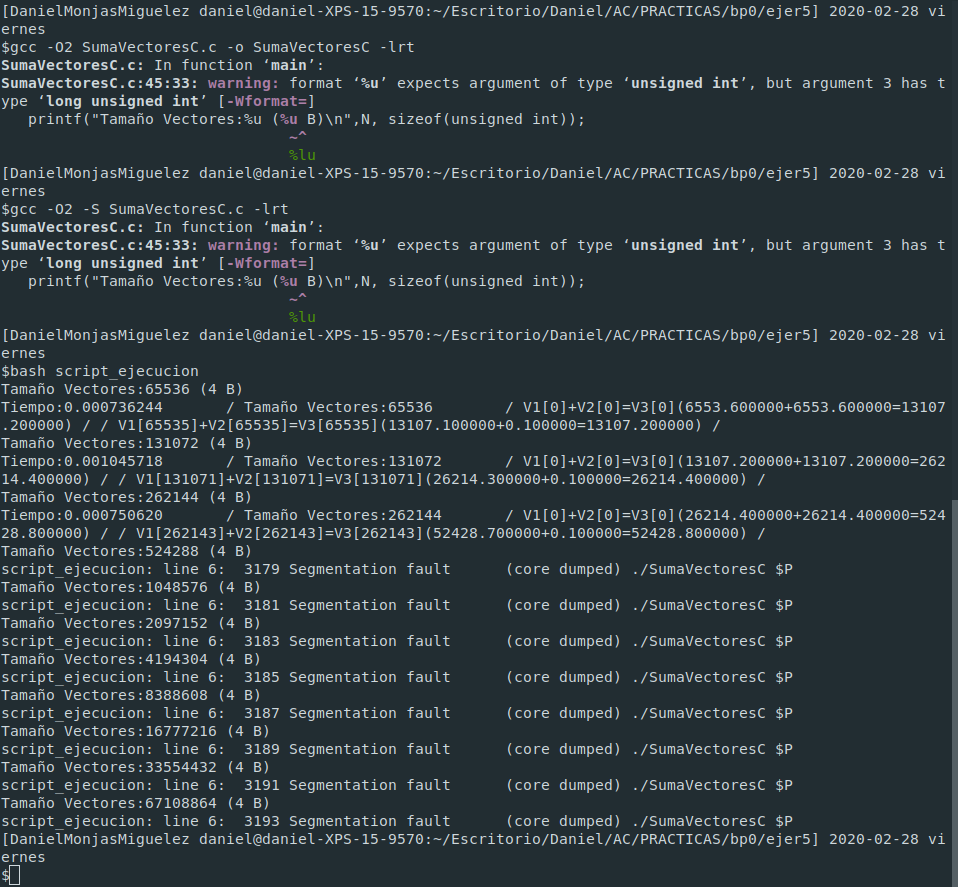 [DanielMonjasMiguelez daniel@daniel-XPS-15-9570:~/Escritorio/Daniel/AC/PRACTICAS/bp0/ejer5] 2020-02-28 vi
ernes
$gcc -O2 SumaVectoresC.c -o SumaVectoresC -lrt
SumaVectoresC.c: In function ‘main’:
SumaVectoresC.c:45:33: warning: format ‘%u’ expects argument of type ‘unsigned int’, but argument 3 has t
ype ‘long unsigned int’ [-Wformat=]
   printf("Tamaño Vectores:%u (%u B)\n",N, sizeof(unsigned int));
                                ~^
                                %lu
[DanielMonjasMiguelez daniel@daniel-XPS-15-9570:~/Escritorio/Daniel/AC/PRACTICAS/bp0/ejer5] 2020-02-28 vi
ernes
$gcc -O2 -S SumaVectoresC.c -lrt
SumaVectoresC.c: In function ‘main’:
SumaVectoresC.c:45:33: warning: format ‘%u’ expects argument of type ‘unsigned int’, but argument 3 has t
ype ‘long unsigned int’ [-Wformat=]
   printf("Tamaño Vectores:%u (%u B)\n",N, sizeof(unsigned int));
                                ~^
                                %lu
[DanielMonjasMiguelez daniel@daniel-XPS-15-9570:~/Escritorio/Daniel/AC/PRACTICAS/bp0/ejer5] 2020-02-28 vi
ernes
$bash script_ejecucion
Tamaño Vectores:65536 (4 B)
Tiempo:0.000736244       / Tamaño Vectores:65536        / V1[0]+V2[0]=V3[0](6553.600000+6553.600000=13107
.200000) / / V1[65535]+V2[65535]=V3[65535](13107.100000+0.100000=13107.200000) /
Tamaño Vectores:131072 (4 B)
Tiempo:0.001045718       / Tamaño Vectores:131072       / V1[0]+V2[0]=V3[0](13107.200000+13107.200000=262
14.400000) / / V1[131071]+V2[131071]=V3[131071](26214.300000+0.100000=26214.400000) /
Tamaño Vectores:262144 (4 B)
Tiempo:0.000750620       / Tamaño Vectores:262144       / V1[0]+V2[0]=V3[0](26214.400000+26214.400000=524
28.800000) / / V1[262143]+V2[262143]=V3[262143](52428.700000+0.100000=52428.800000) /
Tamaño Vectores:524288 (4 B)
script_ejecucion: line 6:  3179 Segmentation fault      (core dumped) ./SumaVectoresC $P
Tamaño Vectores:1048576 (4 B)
script_ejecucion: line 6:  3181 Segmentation fault      (core dumped) ./SumaVectoresC $P
Tamaño Vectores:2097152 (4 B)
script_ejecucion: line 6:  3183 Segmentation fault      (core dumped) ./SumaVectoresC $P
Tamaño Vectores:4194304 (4 B)
script_ejecucion: line 6:  3185 Segmentation fault      (core dumped) ./SumaVectoresC $P
Tamaño Vectores:8388608 (4 B)
script_ejecucion: line 6:  3187 Segmentation fault      (core dumped) ./SumaVectoresC $P
Tamaño Vectores:16777216 (4 B)
script_ejecucion: line 6:  3189 Segmentation fault      (core dumped) ./SumaVectoresC $P
Tamaño Vectores:33554432 (4 B)
script_ejecucion: line 6:  3191 Segmentation fault      (core dumped) ./SumaVectoresC $P
Tamaño Vectores:67108864 (4 B)
script_ejecucion: line 6:  3193 Segmentation fault      (core dumped) ./SumaVectoresC $P
[DanielMonjasMiguelez daniel@daniel-XPS-15-9570:~/Escritorio/Daniel/AC/PRACTICAS/bp0/ejer5] 2020-02-28 vi
ernes
$